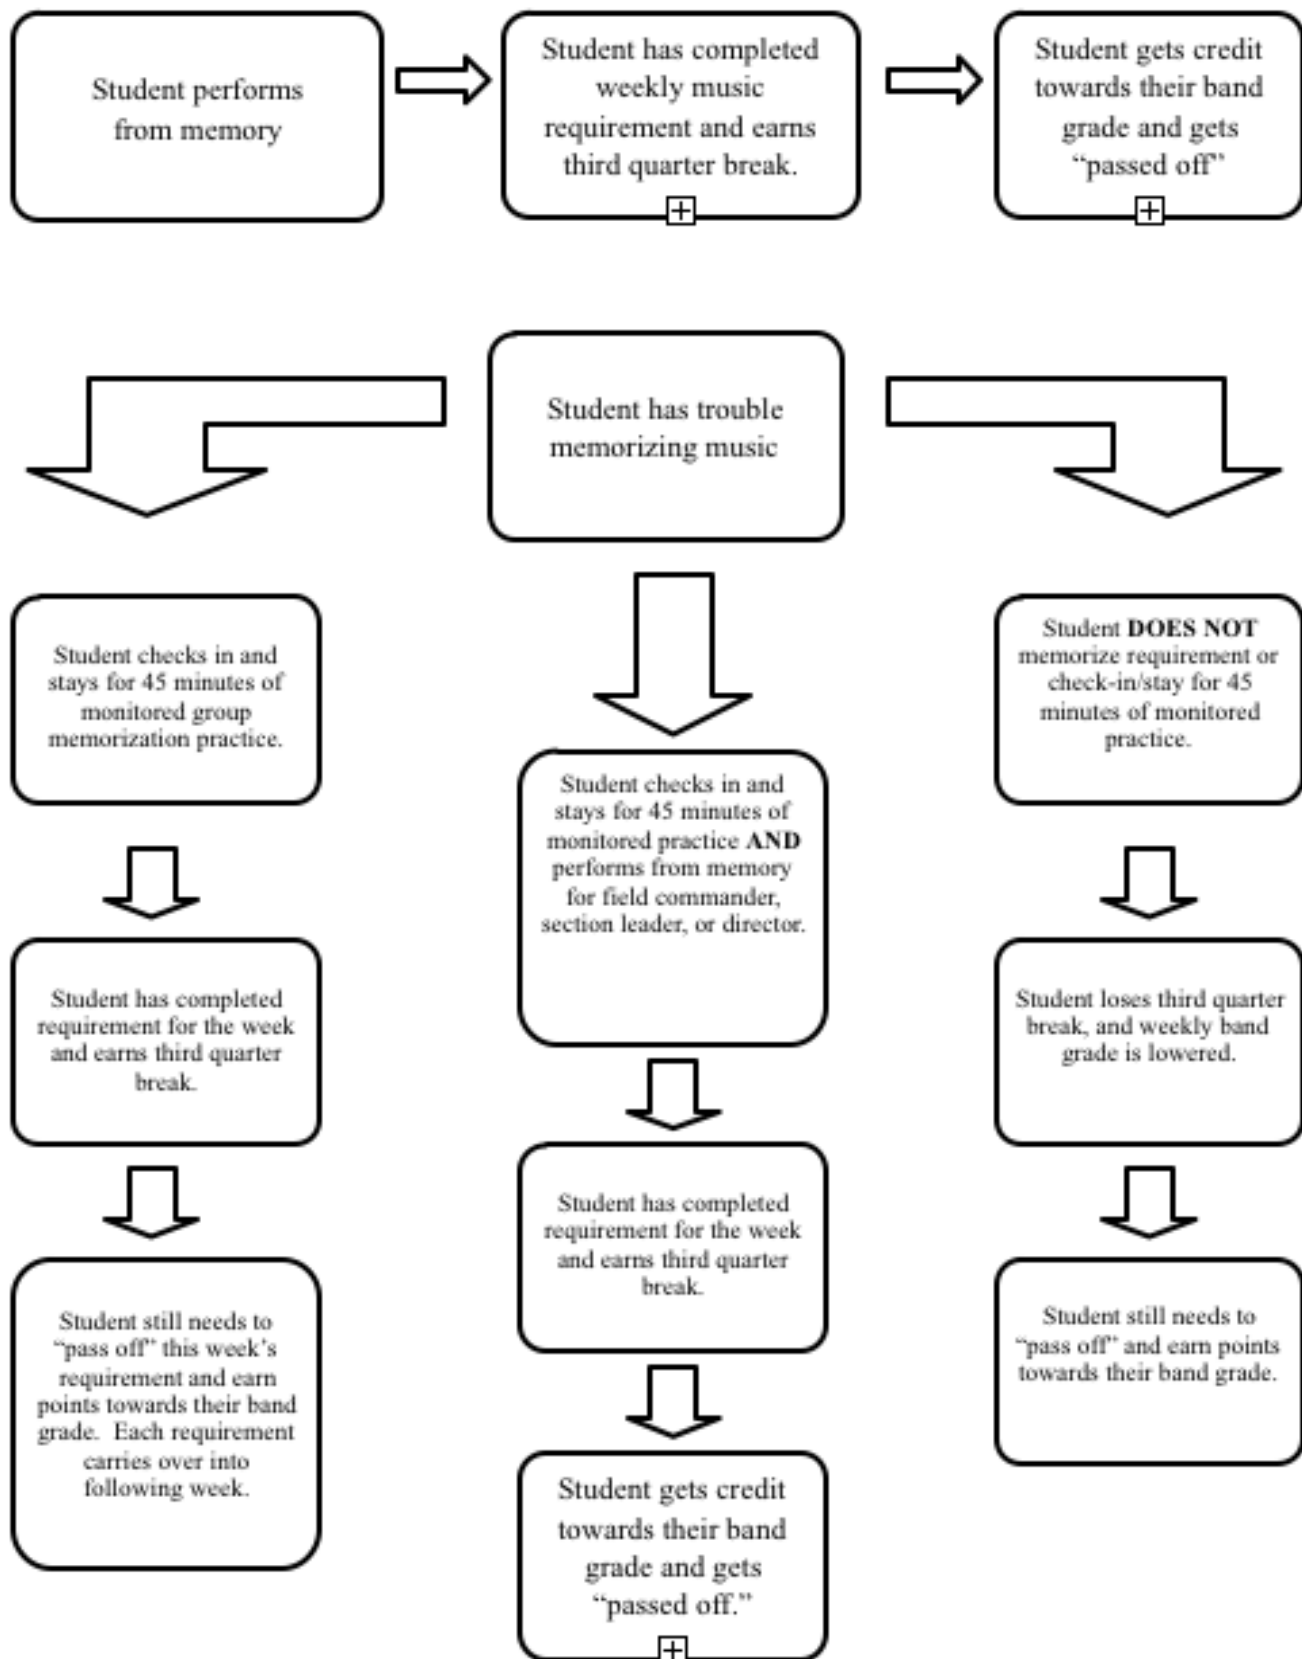 Student performs
from memory
Student has completed
weekly music
requirement and earns
third quarter break.
Student gets credit
towards their band
grade and gets
“passed off”
Student has trouble
memorizing music
Student checks in and
stays for 45 minutes of
monitored group
memorization practice.
Student has completed
requirement for the week
and earns third quarter
break.
Student still needs to
“pass off” this week’s
requirement and earn
points towards their band
grade.  Each requirement
carries over into
following week.
Student checks in and
stays for 45 minutes of
monitored practice AND
performs from memory
for field commander,
section leader, or director.
Student has completed
requirement for the week
and earns third quarter
break.
Student gets credit
towards their band
grade and gets
“passed off.”
Student DOES NOT
memorize requirement or
check-in/stay for 45
minutes of monitored
practice.
Student loses third quarter
break, and weekly band
grade is lowered.
Student still needs to
“pass off” and earn points
towards their band grade.